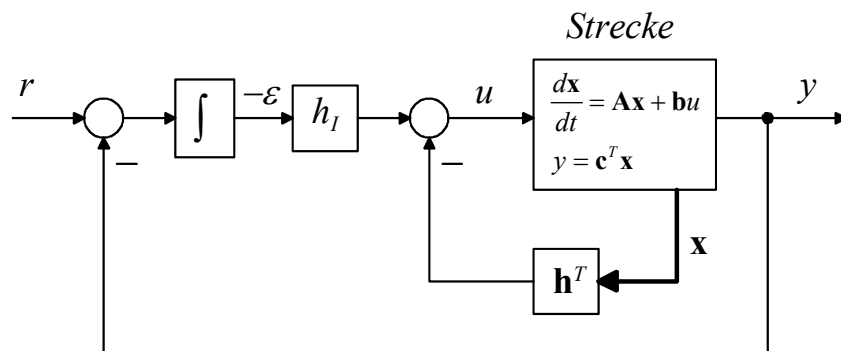 Strecke
r
−ε
∫
h_I
u
dx/dt = Ax + bu
y = c^T x
y
−
−
x
h^T